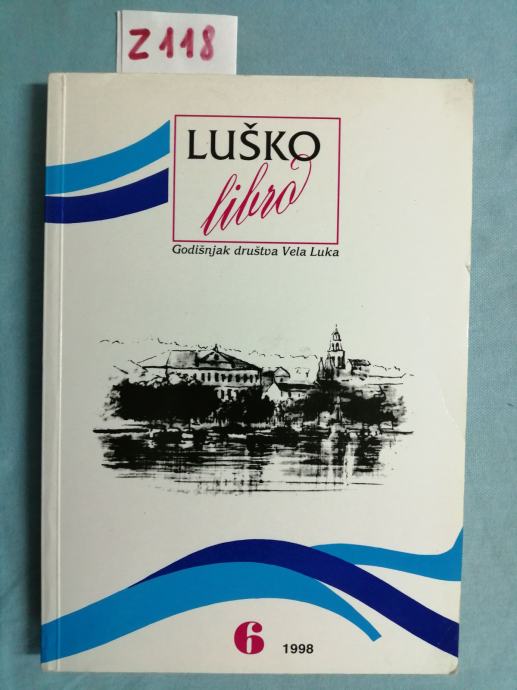 Z118
LUŠKO
libro
Godišnjak društva Vela Luka
6 1998